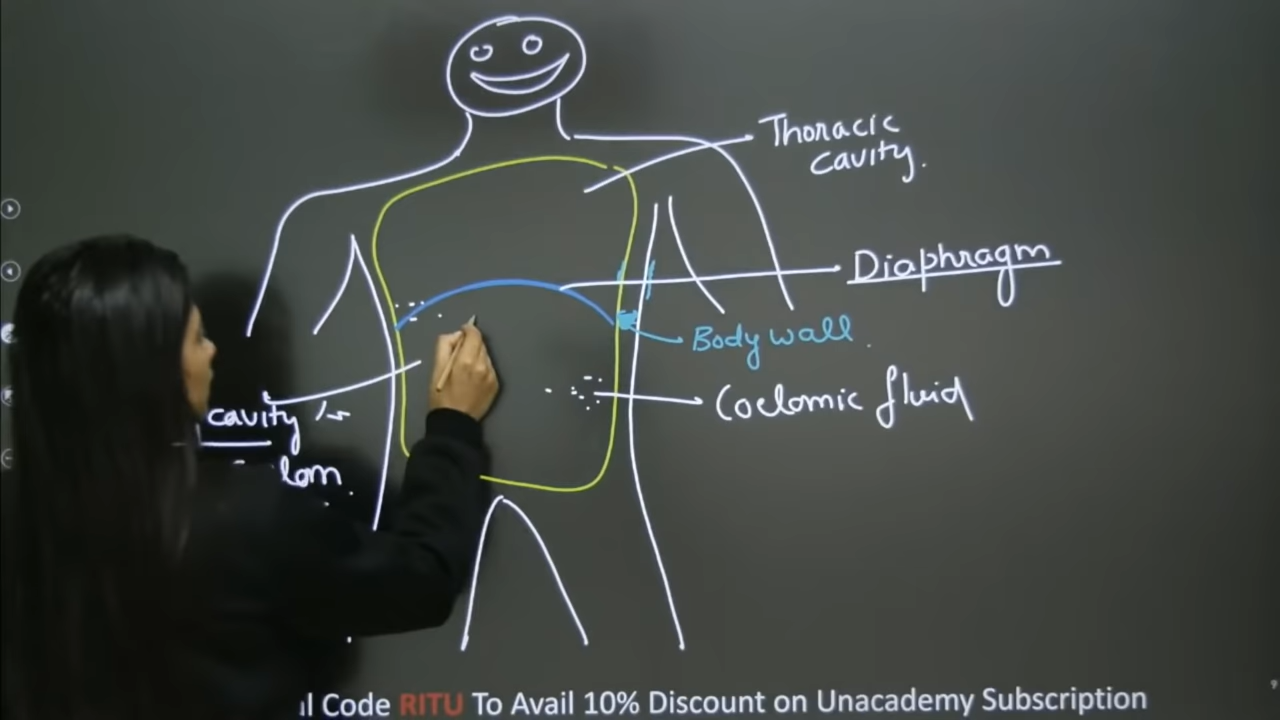 Thoracic
cavity.
Diaphragm
Body wall.
Coelomic fluid
cavity
lom.
l Code RITU To Avail 10% Discount on Unacademy Subscription